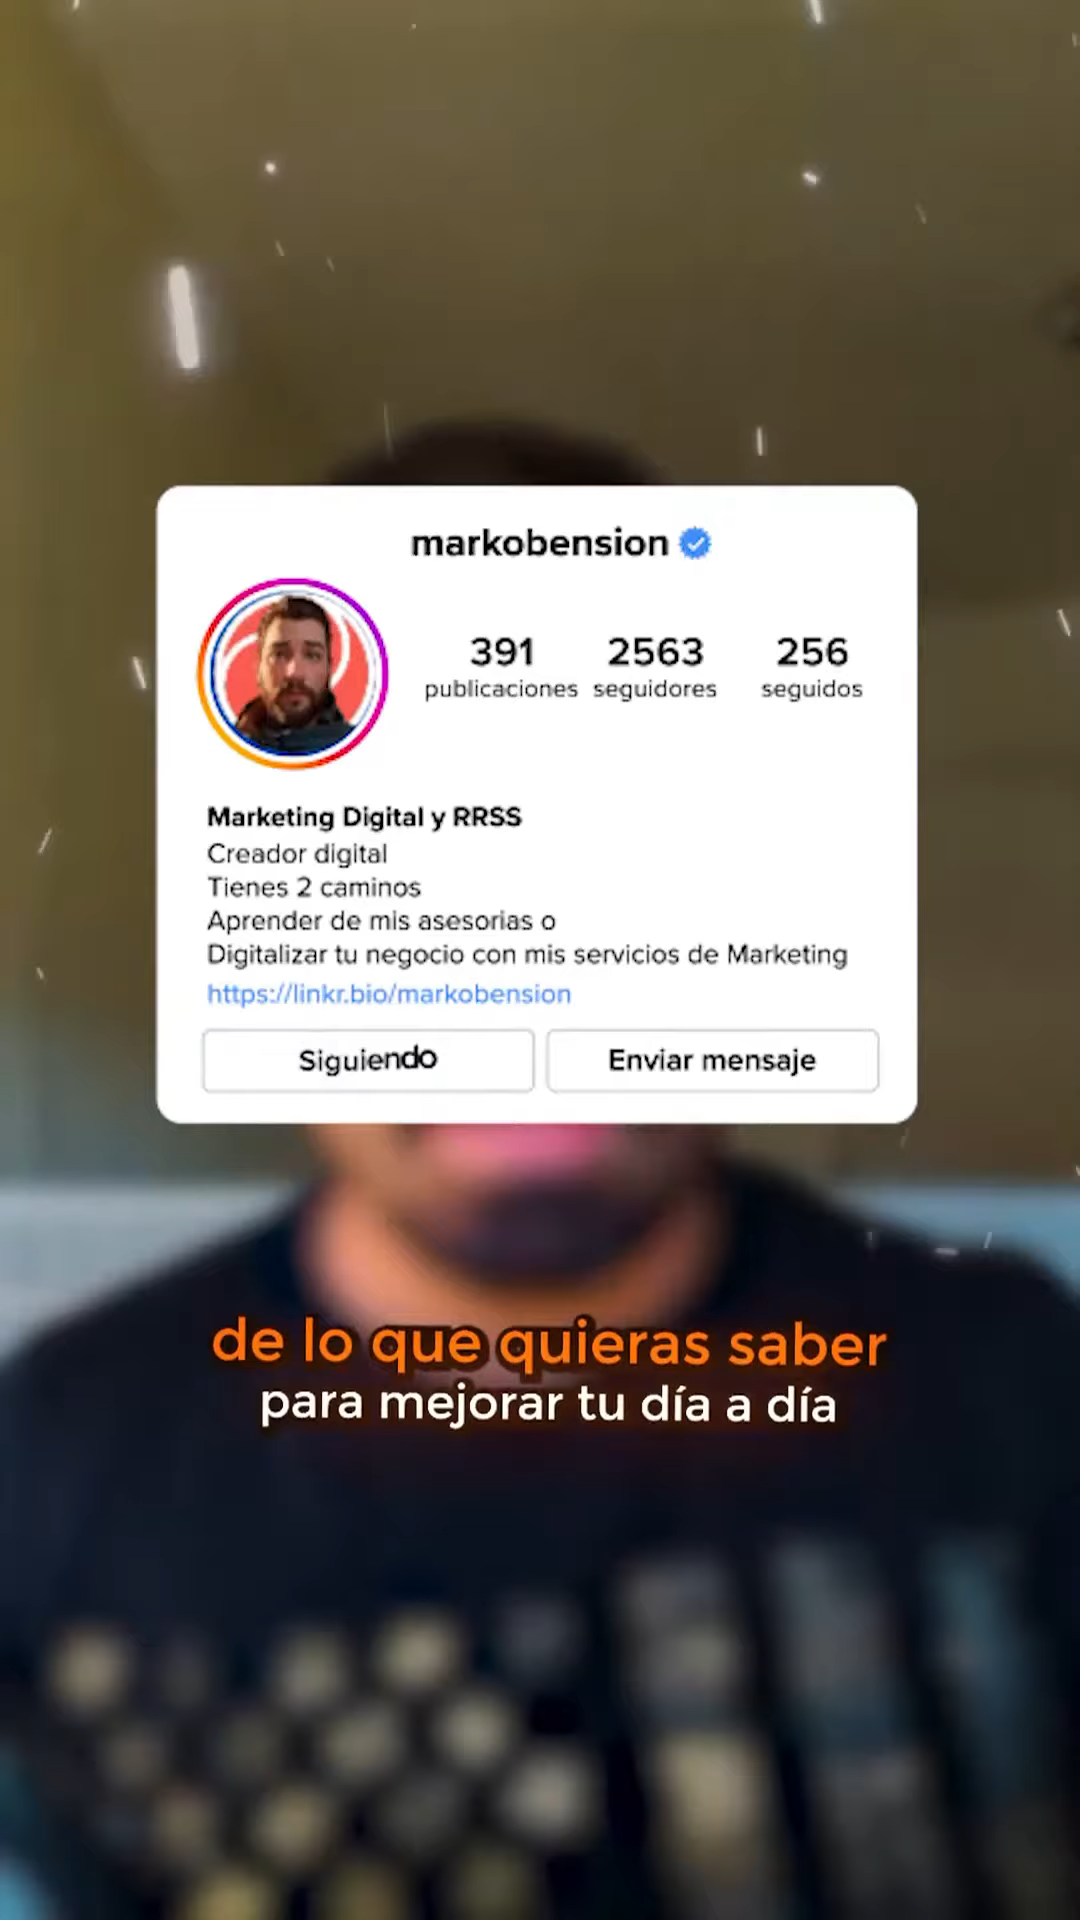 markobension
391 2563 256
publicaciones seguidores seguidos
Marketing Digital y RRSS
Creador digital
Tienes 2 caminos
Aprender de mis asesorias o
Digitalizar tu negocio con mis servicios de Marketing
https://linkr.bio/markobension
Siguiendo Enviar mensaje
de lo que quieras saber
para mejorar tu día a día